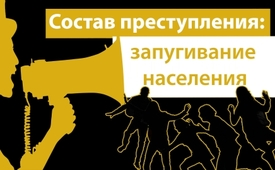 Состав преступления:
запугивание
населения